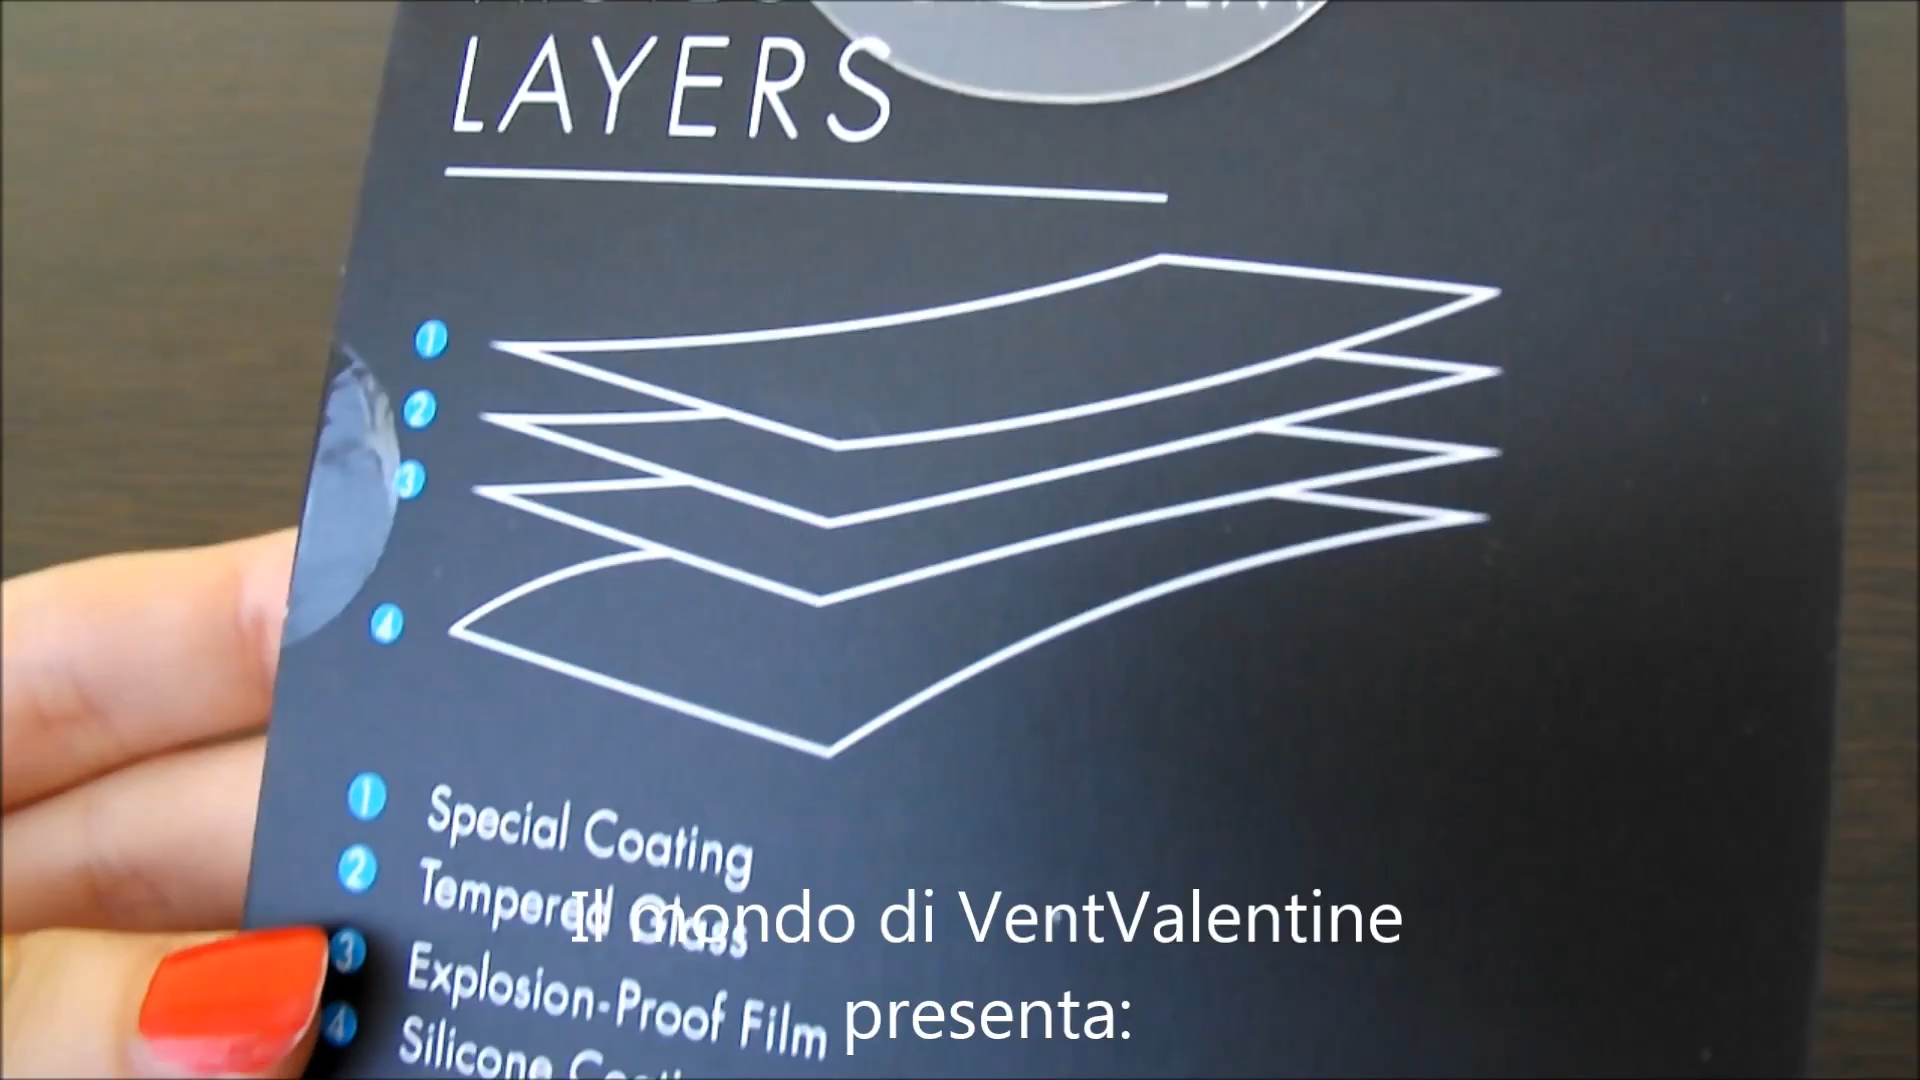 LAYERS
1
2
3
4
1 Special Coating
2 Tempered Glass
3 Explosion-Proof Film
4 Silicone
Il mondo di VentValentine
presenta: